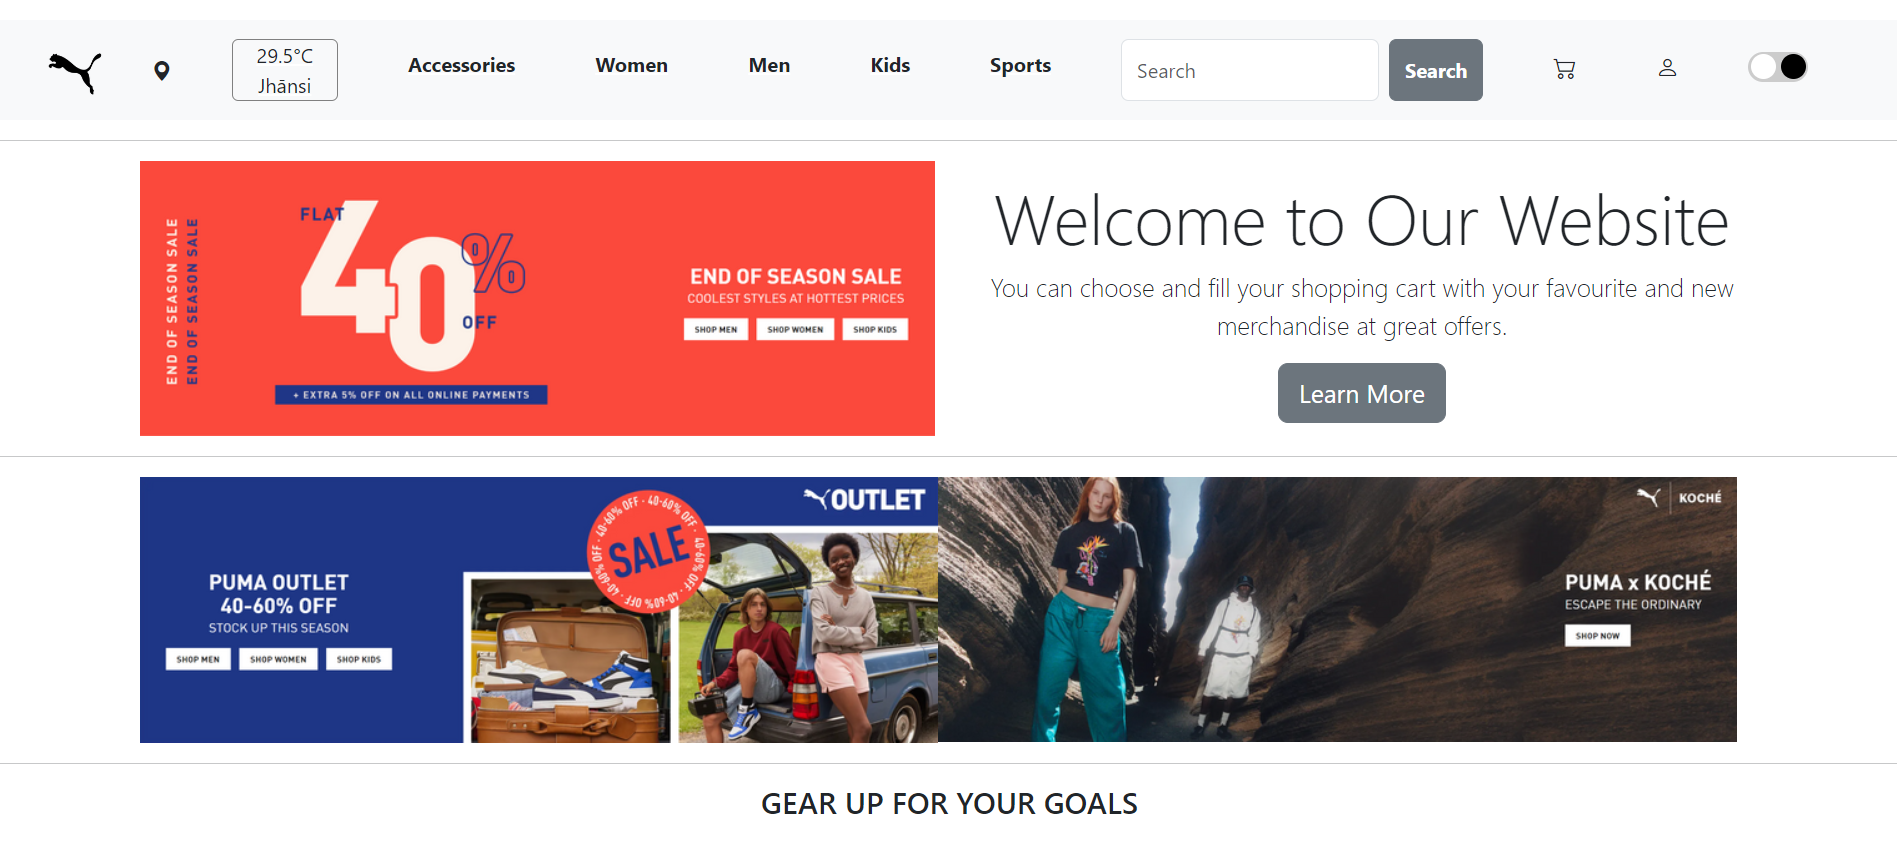 29.5°C
Jhānsi
Accessories
Women
Men
Kids
Sports
Search
Search
END OF SEASON SALE
END OF SEASON SALE
FLAT
40%
OFF
+ EXTRA 5% OFF ON ALL ONLINE PAYMENTS
END OF SEASON SALE
COOLEST STYLES AT HOTTEST PRICES
SHOP MEN
SHOP WOMEN
SHOP KIDS
Welcome to Our Website
You can choose and fill your shopping cart with your favourite and new
merchandise at great offers.
Learn More
PUMA OUTLET
40-60% OFF
STOCK UP THIS SEASON
SHOP MEN
SHOP WOMEN
SHOP KIDS
40-60% OFF · 40-60% OFF · 40-60% OFF · 40-60% OFF · 40-60% OFF ·
SALE
OUTLET
KOCHÉ
PUMA x KOCHÉ
ESCAPE THE ORDINARY
SHOP NOW
GEAR UP FOR YOUR GOALS